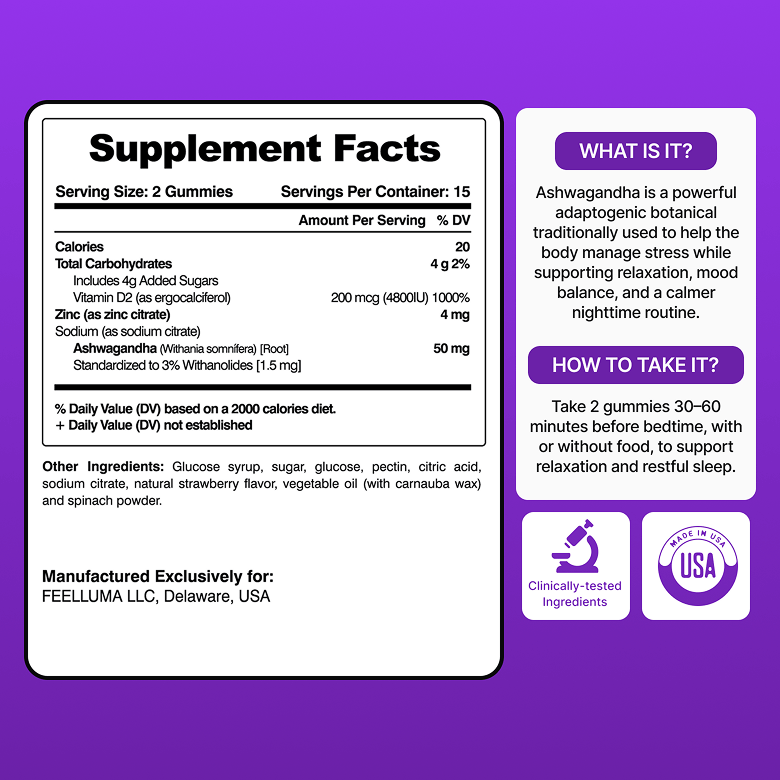 Supplement Facts
Serving Size: 2 Gummies Servings Per Container: 15
Amount Per Serving % DV
Calories 20
Total Carbohydrates 4 g 2%
Includes 4g Added Sugars
Vitamin D2 (as ergocalciferol) 200 mcg (4800IU) 1000%
Zinc (as zinc citrate) 4 mg
Sodium (as sodium citrate)
Ashwagandha (Withania somnífera) [Root] 50 mg
Standardized to 3% Withanolides [1.5 mg]
% Daily Value (DV) based on a 2000 calories diet.
+ Daily Value (DV) not established
Other Ingredients: Glucose syrup, sugar, glucose, pectin, citric acid,
sodium citrate, natural strawberry flavor, vegetable oil (with carnauba wax)
and spinach powder.
Manufactured Exclusively for:
FEELLUMA LLC, Delaware, USA
WHAT IS IT?
Ashwagandha is a powerful
adaptogenic botanical
traditionally used to help the
body manage stress while
supporting relaxation, mood
balance, and a calmer
nighttime routine.
HOW TO TAKE IT?
Take 2 gummies 30–60
minutes before bedtime, with
or without food, to support
relaxation and restful sleep.
Clinically-tested
Ingredients
MADE IN USA
USA